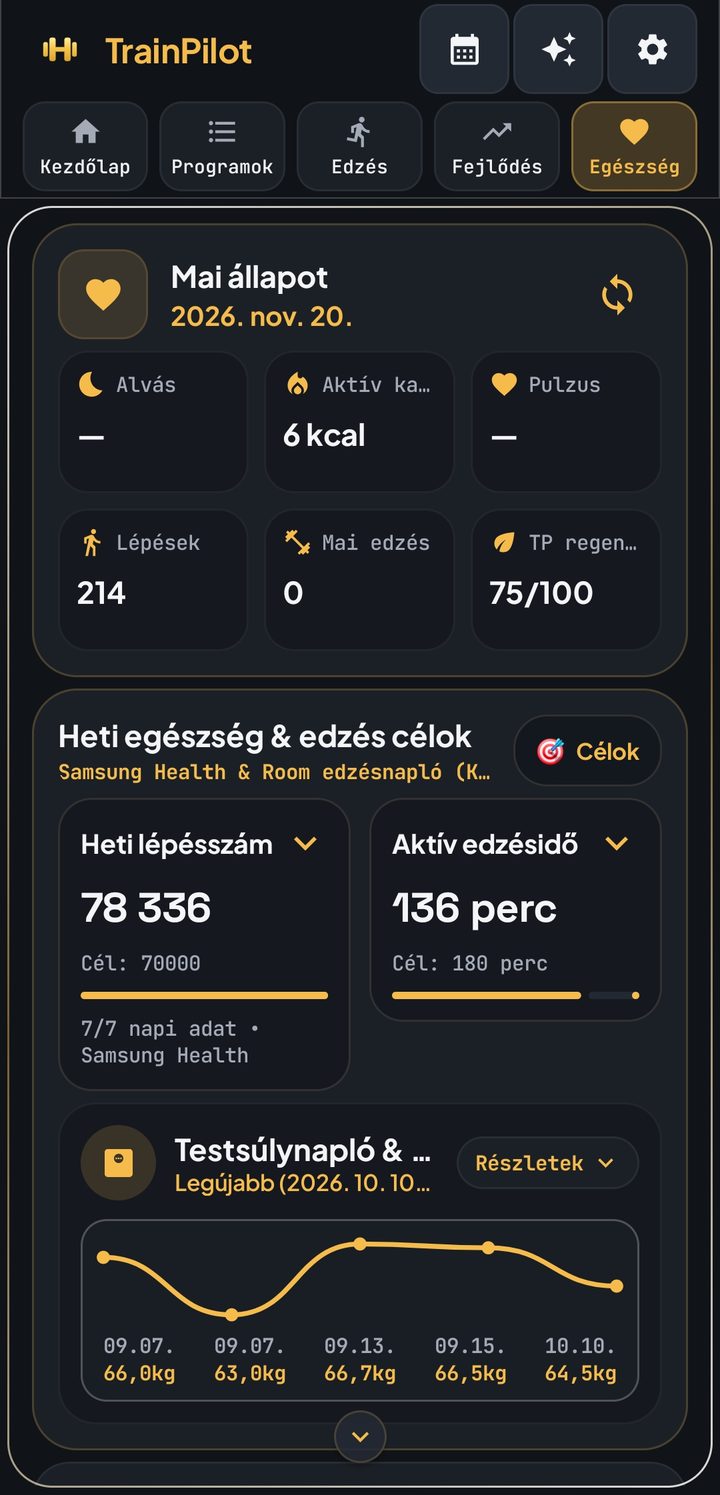 TrainPilot
Kezdőlap
Programok
Edzés
Fejlődés
Egészség
Mai állapot
2026. nov. 20.
Alvás
Aktív ka…
Pulzus
—
6 kcal
—
Lépések
Mai edzés
TP regen…
214
0
75/100
Heti egészség & edzés célok
Samsung Health & Room edzésnapló (K…
Célok
Heti lépésszám
78 336
Cél: 70000
7/7 napi adat •
Samsung Health
Aktív edzésidő
136 perc
Cél: 180 perc
Testsúlynapló & …
Legújabb (2026. 10. 10…
Részletek
09.07. 09.07. 09.13. 09.15. 10.10.
66,0kg 63,0kg 66,7kg 66,5kg 64,5kg